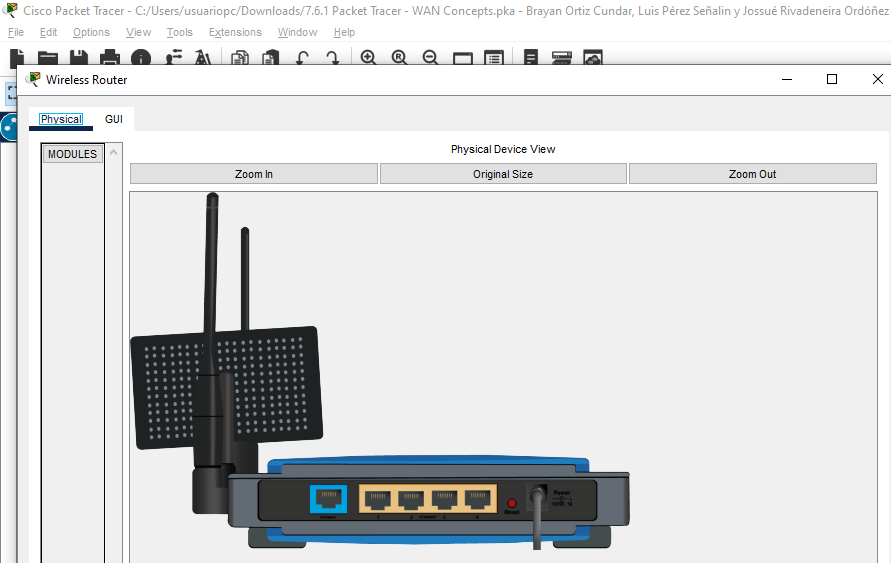 Cisco Packet Tracer - C:/Users/usuariopc/Downloads/7.6.1 Packet Tracer - WAN Concepts.pka - Brayan Ortiz Cundar, Luis Pérez Señalin y Jossué Rivadeneira Ordóñez
File Edit Options View Tools Extensions Window Help
Wireless Router
Physical GUI
MODULES
Physical Device View
Zoom In Original Size Zoom Out
Reset
Power